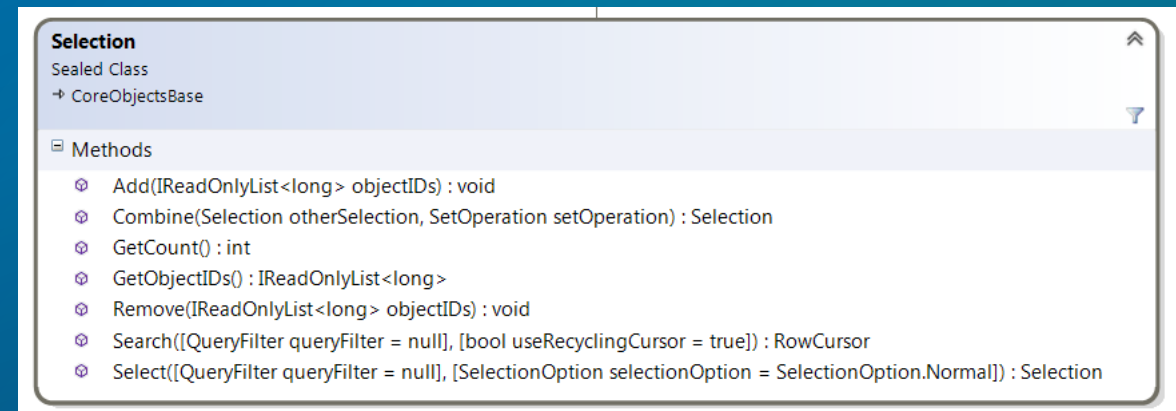 Selection
Sealed Class
→ CoreObjectsBase
Methods
Add(IReadOnlyList<long> objectIDs) : void
Combine(Selection otherSelection, SetOperation setOperation) : Selection
GetCount() : int
GetObjectIDs() : IReadOnlyList<long>
Remove(IReadOnlyList<long> objectIDs) : void
Search([QueryFilter queryFilter = null], [bool useRecyclingCursor = true]) : RowCursor
Select([QueryFilter queryFilter = null], [SelectionOption selectionOption = SelectionOption.Normal]) : Selection